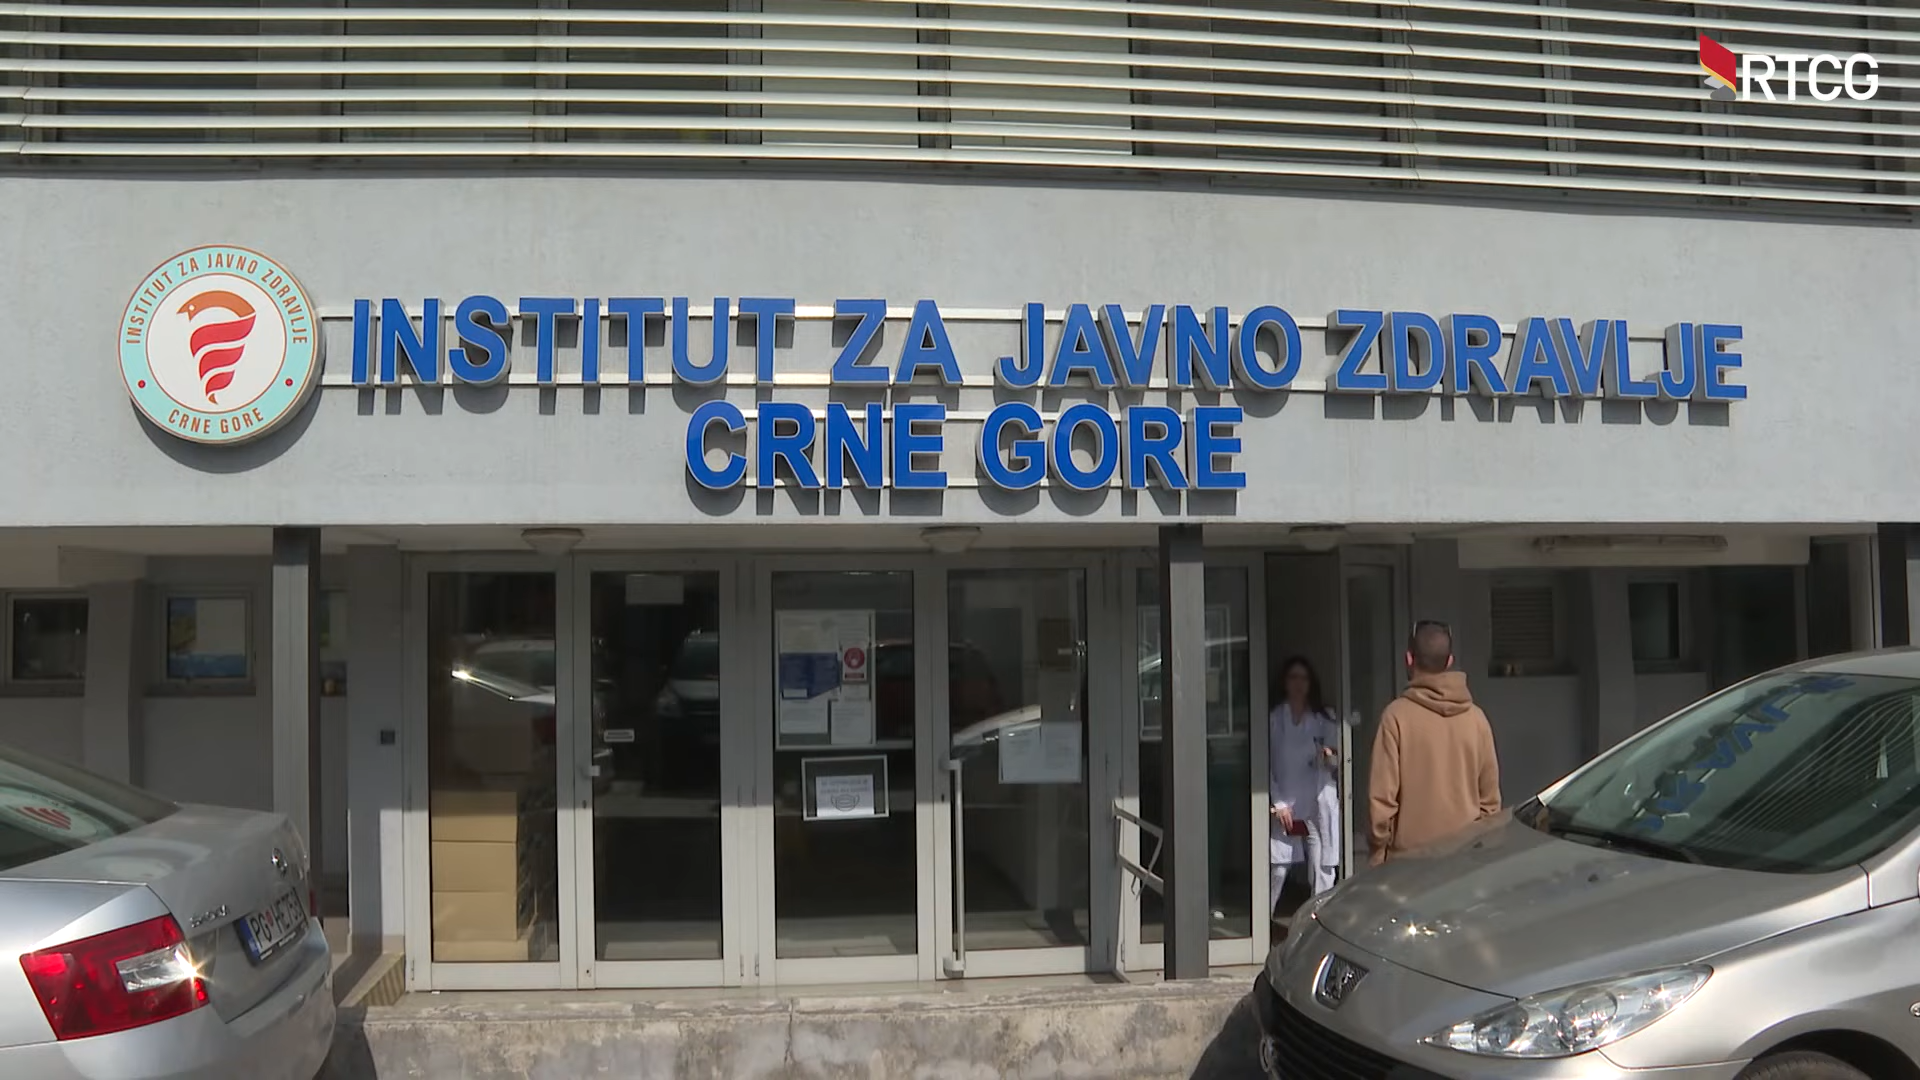 RTCG
INSTITUT ZA JAVNO ZDRAVLJE
CRNE GORE
INSTITUT ZA JAVNO ZDRAVLJE
CRNE GORE